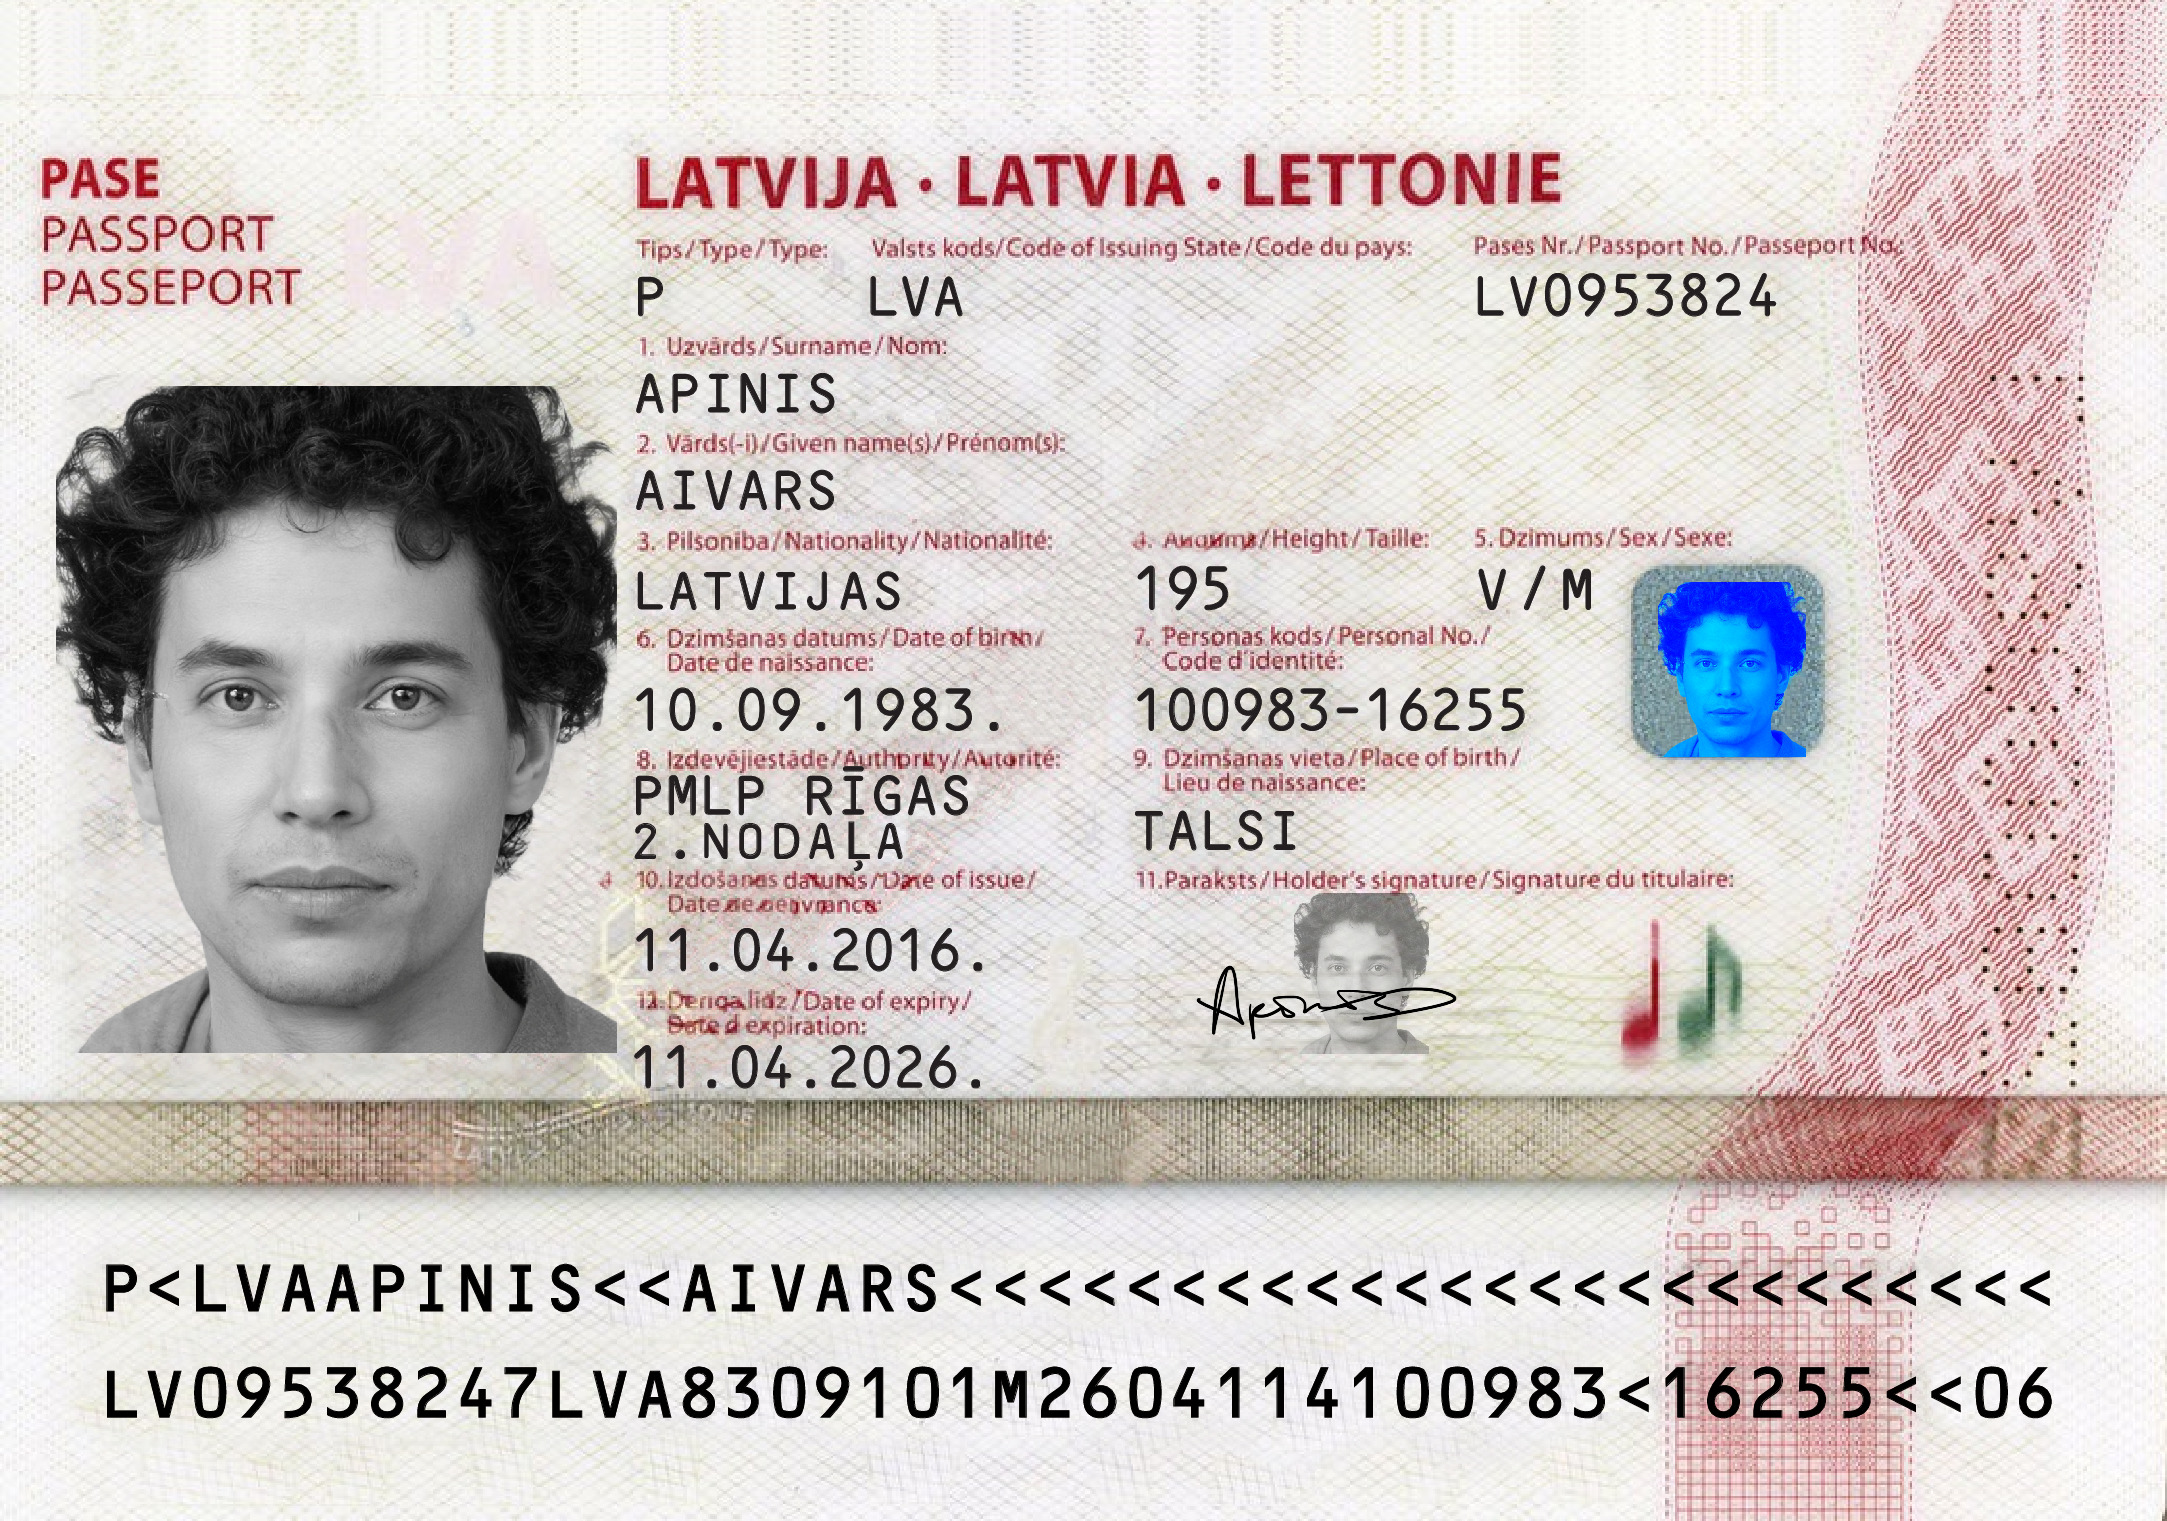 PASE
PASSPORT
PASSEPORT
LVA
LATVIJA · LATVIA · LETTONIE
Tips/Type/Type: Valsts kods/Code of Issuing State/Code du pays: Pases Nr./Passport No./Passeport No.:
P LVA LV0953824
1. Uzvārds/Surname/Nom:
APINIS
2. Vārds(-i)/Given name(s)/Prénom(s):
AIVARS
3. Pilsonība/Nationality/Nationalité: 4. Augums/Height/Taille: 5. Dzimums/Sex/Sexe:
LATVIJAS 195 V/M
6. Dzimšanas datums/Date of birth/ 7. Personas kods/Personal No./
Date de naissance: Code d'identité:
10.09.1983. 100983-16255
8. Izdevējiestāde/Authority/Autorité: 9. Dzimšanas vieta/Place of birth/
Lieu de naissance:
PMLP RĪGAS
2.NODAĻA TALSI
10. Izdošanas datums/Date of issue/ 11. Paraksts/Holder's signature/Signature du titulaire:
Date de
11.04.2016.
12. Derīga līdz/Date of expiry/
Date d'expiration:
11.04.2026.
P<LVAAPINIS<<AIVARS<<<<<<<<<<<<<<<<<<<<<<<<<
LV09538247LVA8309101M2604114100983<16255<<06